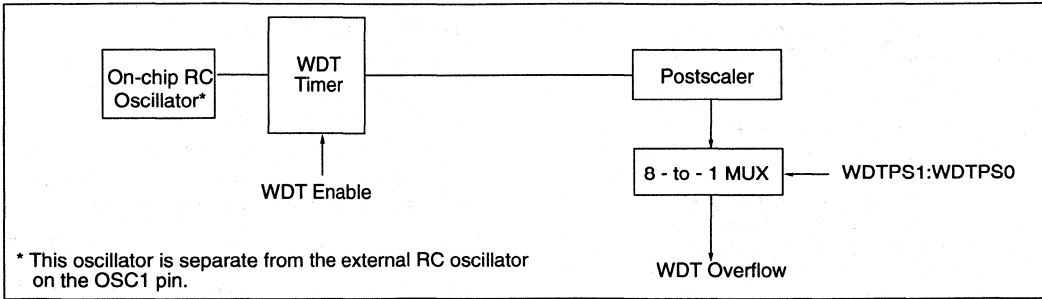 On-chip RC
Oscillator*
WDT
Timer
Postscaler
8 - to - 1 MUX
WDTPS1:WDTPS0
WDT Enable
WDT Overflow
* This oscillator is separate from the external RC oscillator
on the OSC1 pin.